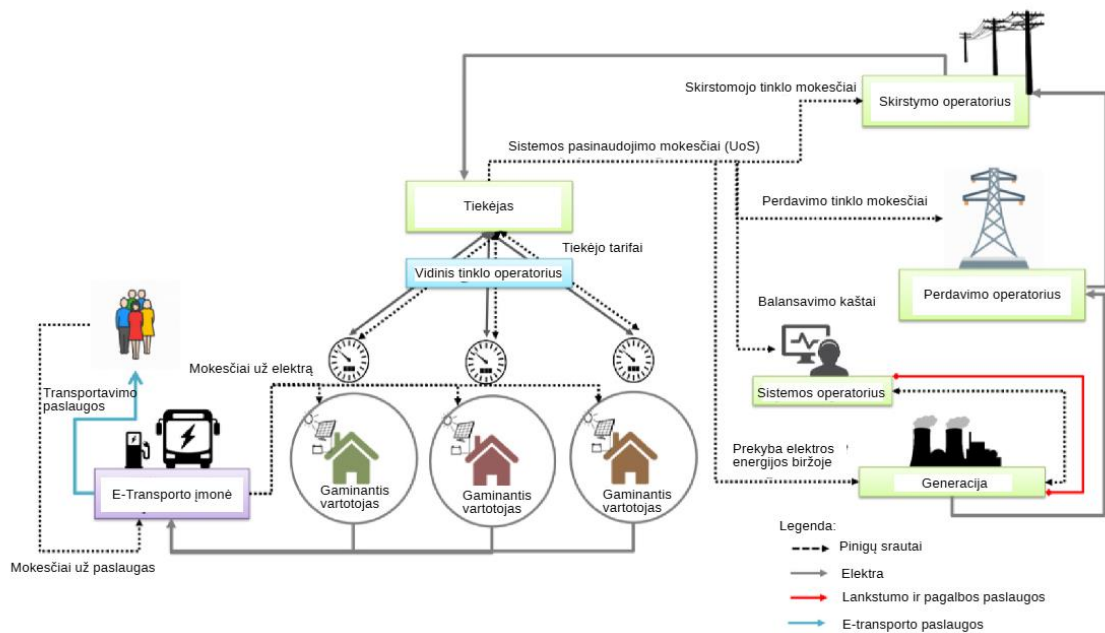 Skirstomojo tinklo mokesčiai
Skirstymo operatorius
Sistemos pasinaudojimo mokesčiai (UoS)
Tiekėjas
Perdavimo tinklo mokesčiai
Tiekėjo tarifai
Vidinis tinklo operatorius
Perdavimo operatorius
Balansavimo kaštai
Mokesčiai už elektrą
Transportavimo
paslaugos
Sistemos operatorius
Prekyba elektros
energijos biržoje
Generacija
E-Transporto įmonė
Gaminantis
vartotojas
Gaminantis
vartotojas
Gaminantis
vartotojas
Mokesčiai už paslaugas
Legenda:
Pinigų srautai
Elektra
Lankstumo ir pagalbos paslaugos
E-transporto paslaugos